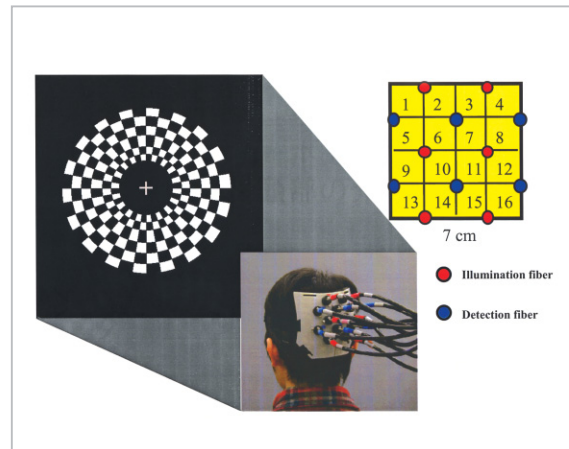 1 2 3 4
5 6 7 8
9 10 11 12
13 14 15 16
7 cm
Illumination fiber
Detection fiber